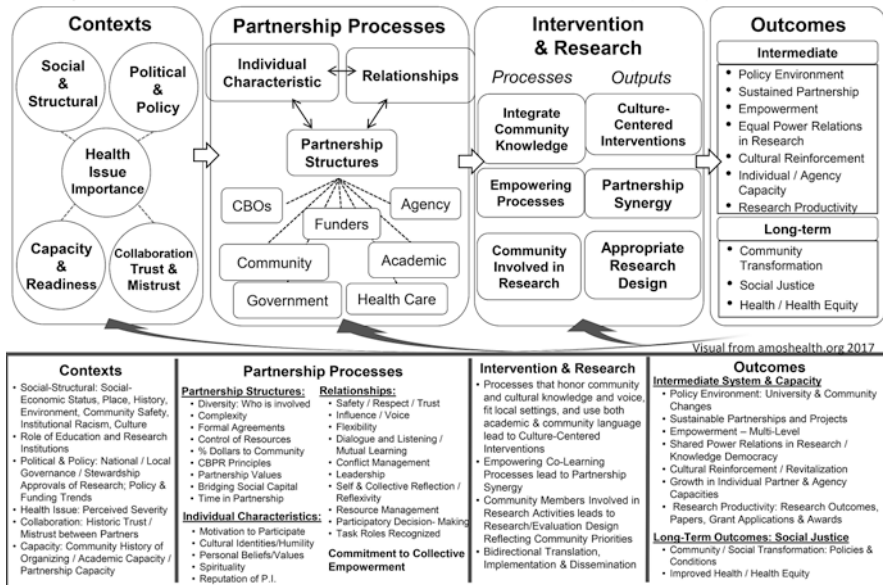 Contexts
Social
&
Structural
Political
&
Policy
Health
Issue
Importance
Capacity
&
Readiness
Collaboration
Trust &
Mistrust
Partnership Processes
Individual
Characteristic
Relationships
Partnership
Structures
CBOs
Agency
Funders
Community
Academic
Government
Health Care
Intervention
& Research
Processes
Outputs
Integrate
Community
Knowledge
Culture-
Centered
Interventions
Empowering
Processes
Partnership
Synergy
Community
Involved in
Research
Appropriate
Research
Design
Outcomes
Intermediate
• Policy Environment
• Sustained Partnership
• Empowerment
• Equal Power Relations
in Research
• Cultural Reinforcement
• Individual / Agency
Capacity
• Research Productivity
Long-term
• Community
Transformation
• Social Justice
• Health / Health Equity
Visual from amoshealth.org 2017
Contexts
• Social-Structural: Social-
Economic Status, Place, History,
Environment, Community Safety,
Institutional Racism, Culture
• Role of Education and Research
Institutions
• Political & Policy: National / Local
Governance / Stewardship
Approvals of Research; Policy &
Funding Trends
• Health Issue: Perceived Severity
• Collaboration: Historic Trust /
Mistrust between Partners
• Capacity: Community History of
Organizing / Academic Capacity /
Partnership Capacity
Partnership Processes
Partnership Structures:
• Diversity: Who is involved
• Complexity
• Formal Agreements
• Control of Resources
• % Dollars to Community
• CBPR Principles
• Partnership Values
• Bridging Social Capital
• Time in Partnership
Individual Characteristics:
• Motivation to Participate
• Cultural Identities/Humility
• Personal Beliefs/Values
• Spirituality
• Reputation of P.I.
Relationships:
• Safety / Respect / Trust
• Influence / Voice
• Flexibility
• Dialogue and Listening /
Mutual Learning
• Conflict Management
• Leadership
• Self & Collective Reflection /
Reflexivity
• Resource Management
• Participatory Decision- Making
• Task Roles Recognized
Commitment to Collective
Empowerment
Intervention & Research
• Processes that honor community
and cultural knowledge and voice,
fit local settings, and use both
academic & community language
lead to Culture-Centered
Interventions
• Empowering Co-Learning
Processes lead to Partnership
Synergy
• Community Members Involved in
Research Activities leads to
Research/Evaluation Design
Reflecting Community Priorities
• Bidirectional Translation,
Implementation & Dissemination
Outcomes
Intermediate System & Capacity
• Policy Environment: University & Community
Changes
• Sustainable Partnerships and Projects
• Empowerment – Multi-Level
• Shared Power Relations in Research /
Knowledge Democracy
• Cultural Reinforcement / Revitalization
• Growth in Individual Partner & Agency
Capacities
• Research Productivity: Research Outcomes,
Papers, Grant Applications & Awards
Long-Term Outcomes: Social Justice
• Community / Social Transformation: Policies &
Conditions
• Improved Health / Health Equity